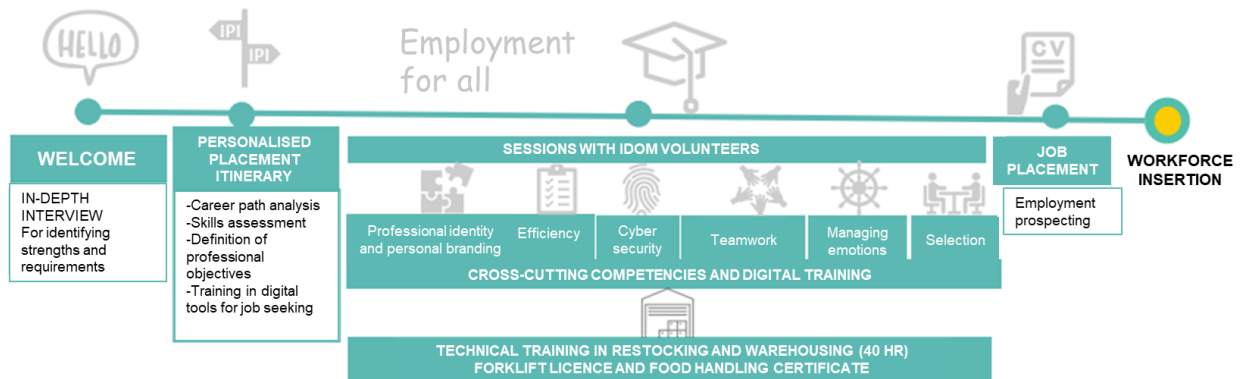 HELLO
IPI
IPI
Employment
for all
CV
WELCOME
IN-DEPTH
INTERVIEW
For identifying
strengths and
requirements
PERSONALISED
PLACEMENT
ITINERARY
-Career path analysis
-Skills assessment
-Definition of
professional
objectives
-Training in digital
tools for job seeking
SESSIONS WITH IDOM VOLUNTEERS
Professional identity
and personal branding
Efficiency
Cyber
security
Teamwork
Managing
emotions
Selection
CROSS-CUTTING COMPETENCIES AND DIGITAL TRAINING
TECHNICAL TRAINING IN RESTOCKING AND WAREHOUSING (40 HR)
FORKLIFT LICENCE AND FOOD HANDLING CERTIFICATE
JOB
PLACEMENT
Employment
prospecting
WORKFORCE
INSERTION